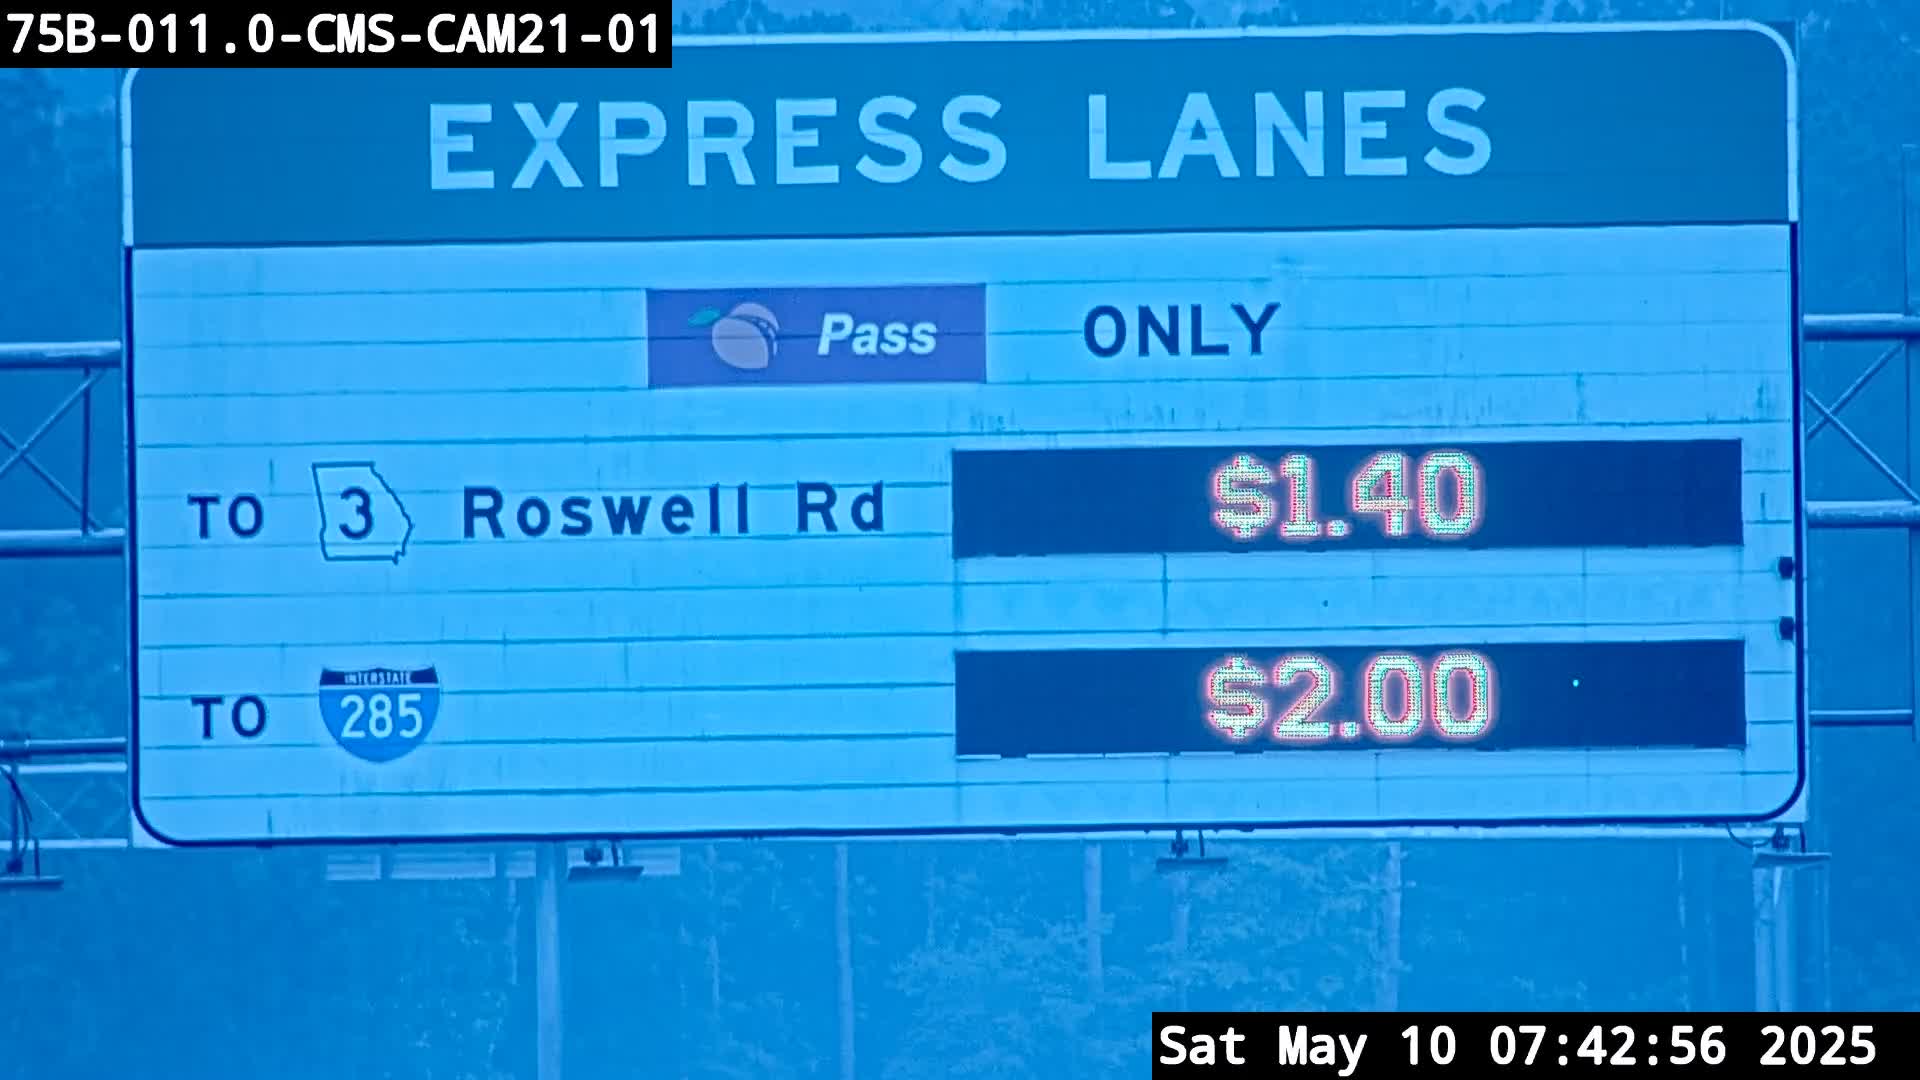 75B-011.0-CMS-CAM21-01
EXPRESS LANES
Pass ONLY
TO 3 Roswell Rd $1.40
INTERSTATE
TO 285 $2.00
Sat May 10 07:42:56 2025